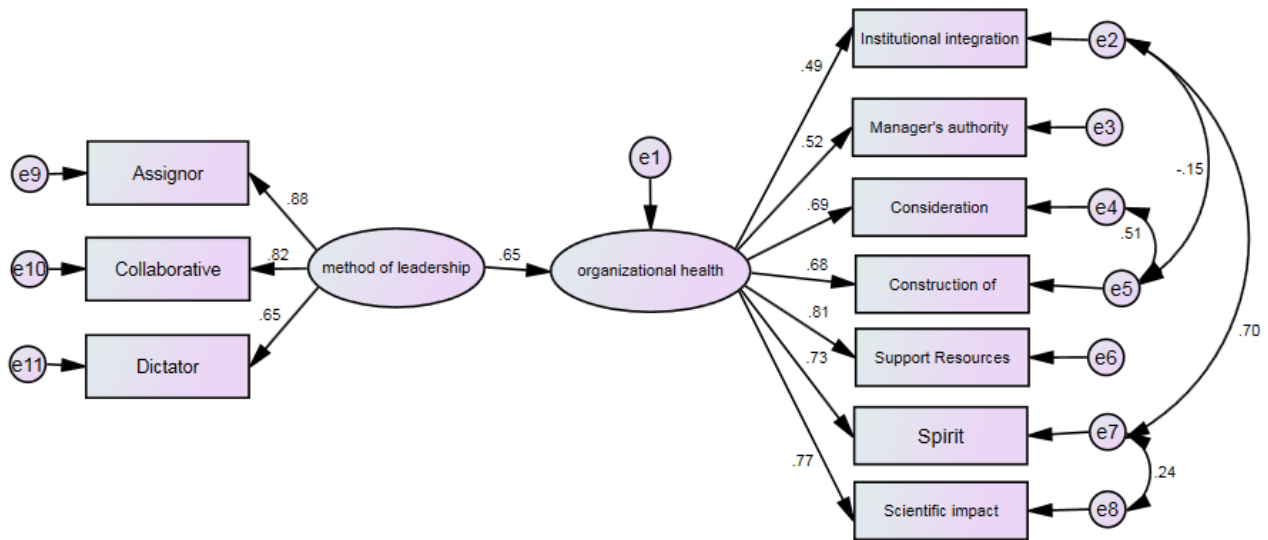 Institutional integration
e2
.49
Manager's authority
e3
.52
e1
-.15
e9
Assignor
.88
Consideration
e4
.69
.51
e10
Collaborative
.82
method of leadership
.65
organizational health
.68
Construction of
e5
.65
.81
.70
e11
Dictator
Support Resources
e6
.73
Spirit
e7
.77
.24
Scientific impact
e8